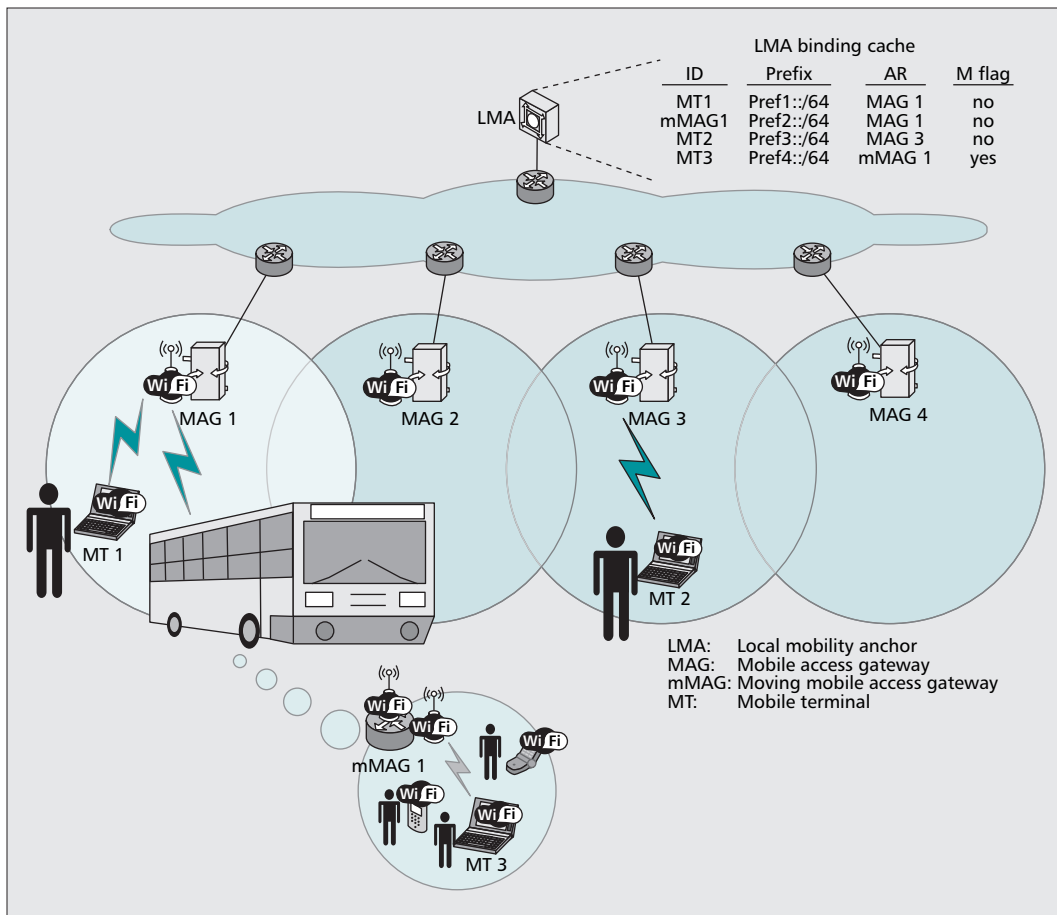 LMA binding cache
ID Prefix AR M flag
MT1 Pref1::/64 MAG 1 no
mMAG1 Pref2::/64 MAG 1 no
MT2 Pref3::/64 MAG 3 no
MT3 Pref4::/64 mMAG 1 yes
LMA
Wi Fi
MAG 1
Wi Fi
MAG 2
Wi Fi
MAG 3
Wi Fi
MAG 4
Wi Fi
MT 1
Wi Fi
MT 2
LMA: Local mobility anchor
MAG: Mobile access gateway
mMAG: Moving mobile access gateway
MT: Mobile terminal
Wi Fi
Wi Fi
mMAG 1
Wi Fi
Wi Fi
Wi Fi
MT 3